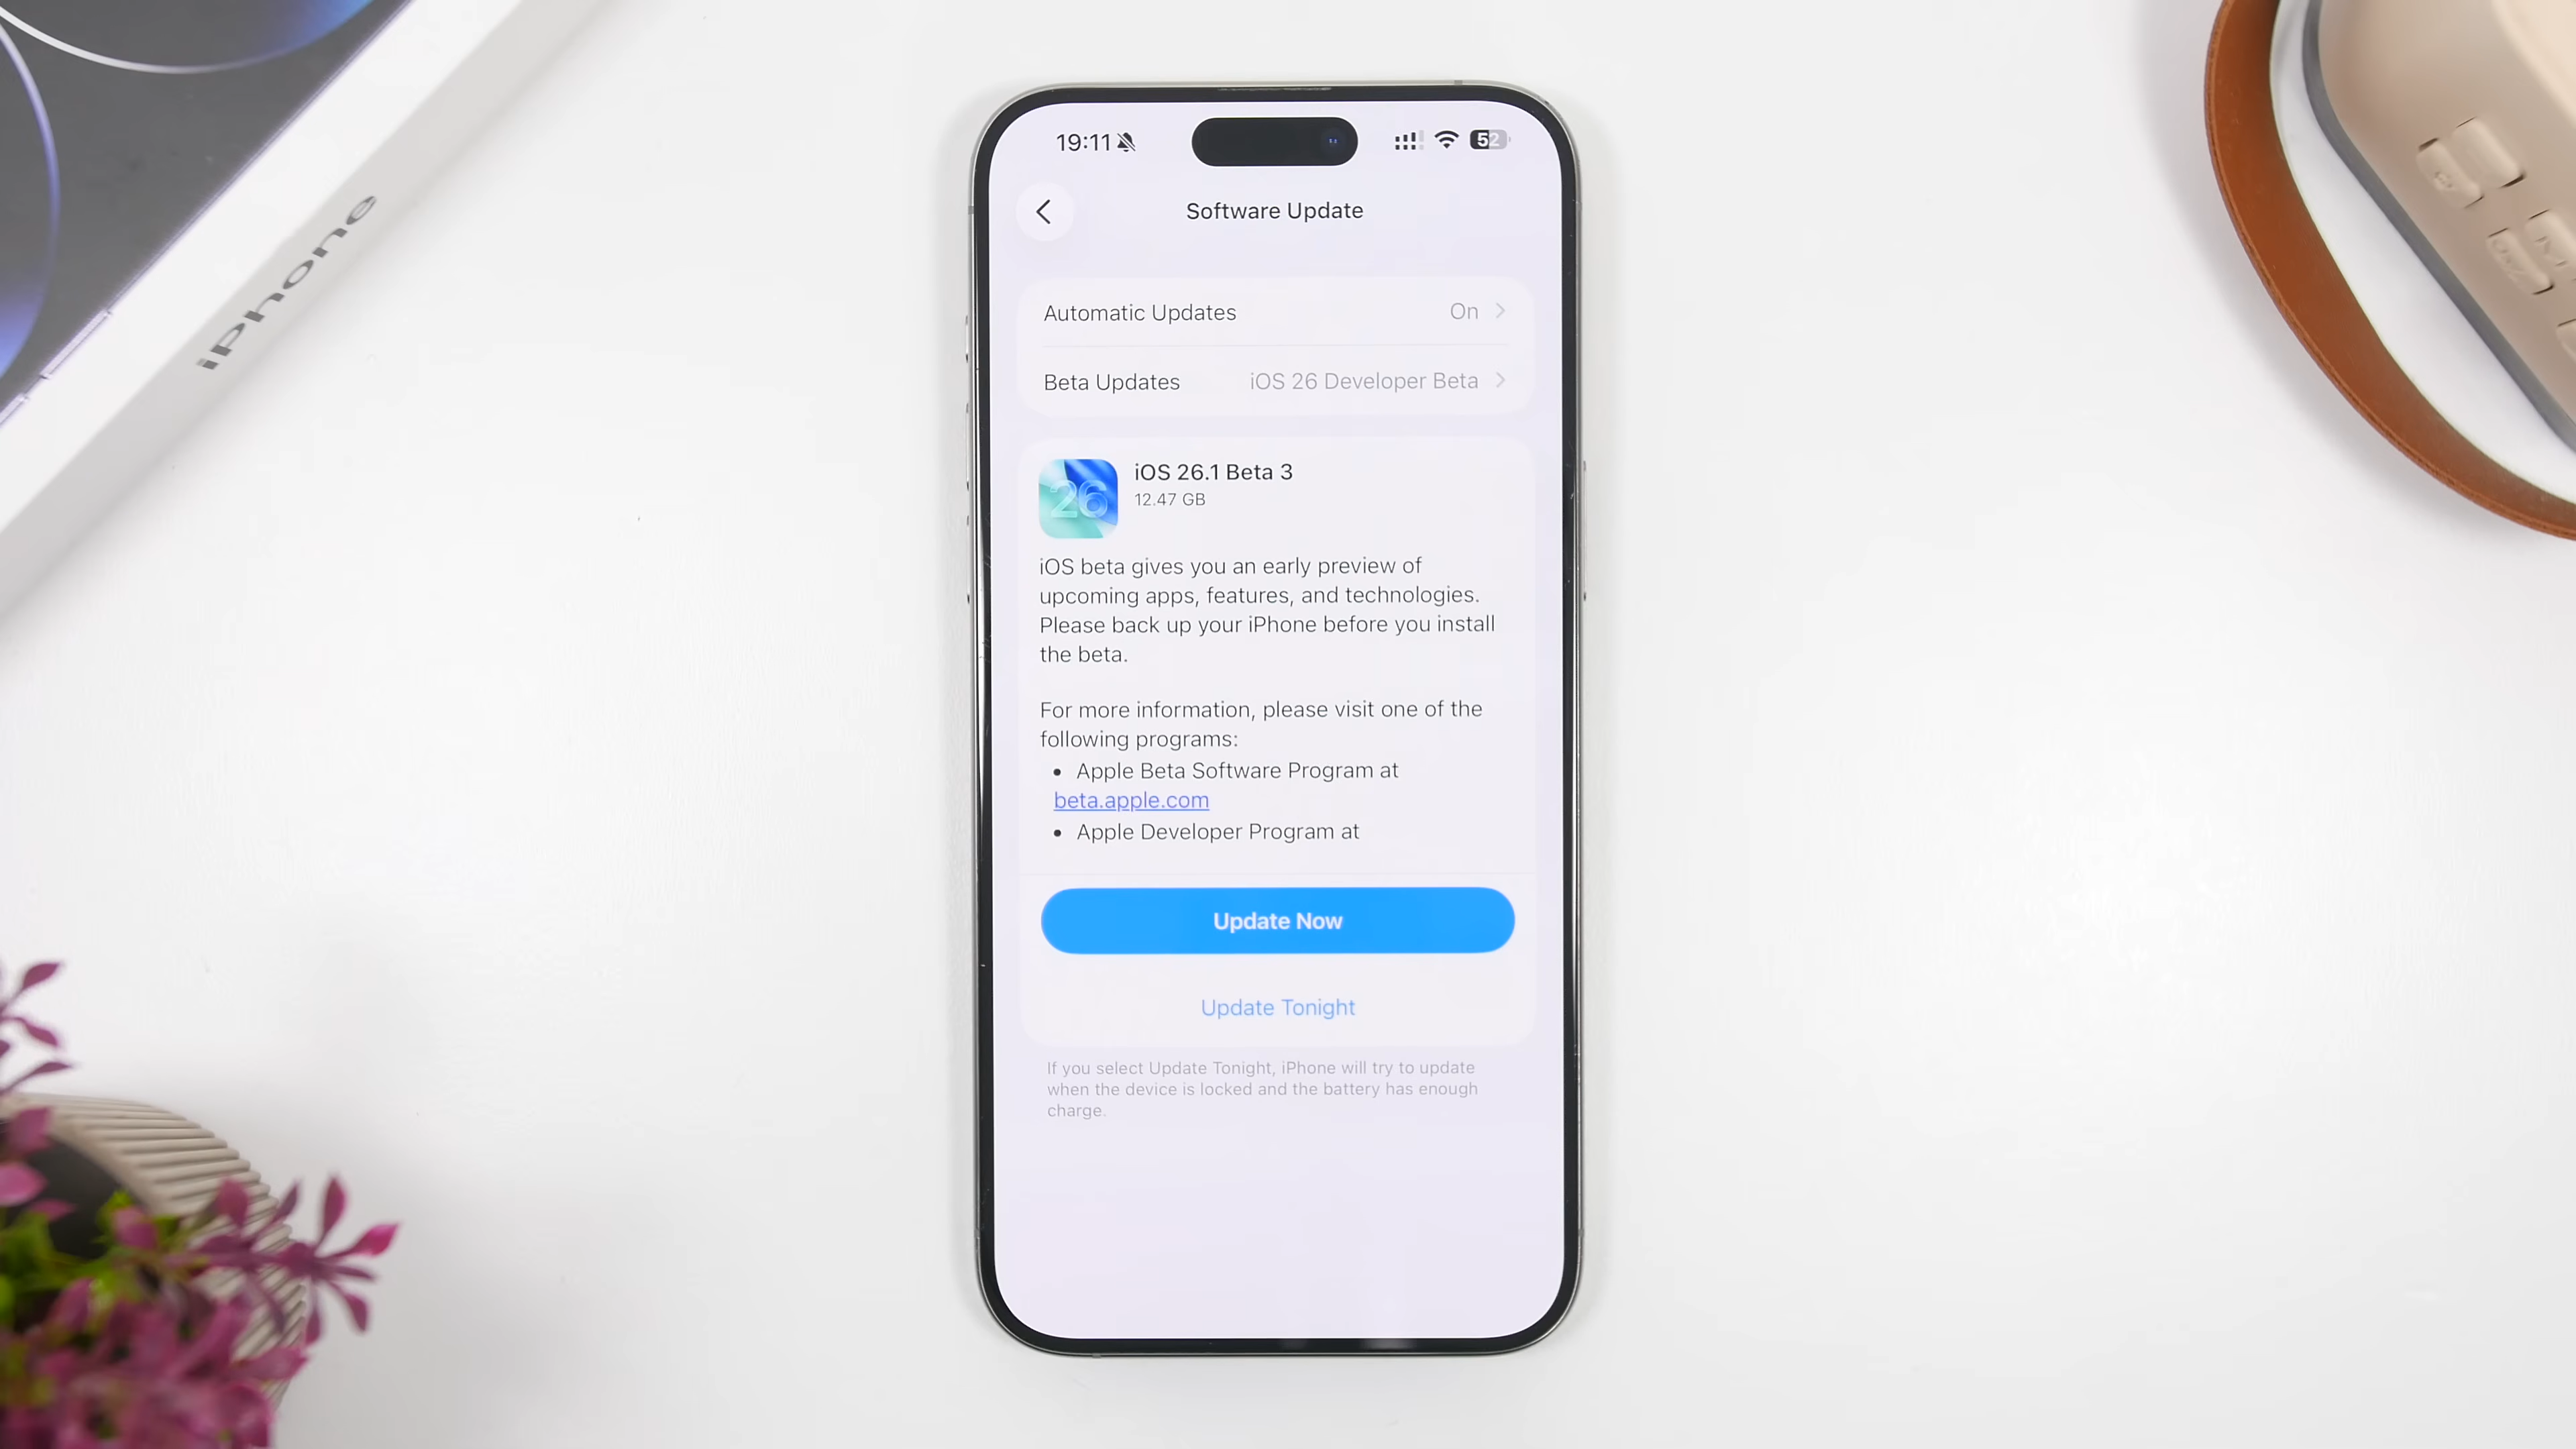 iPhone
19:11
52
Software Update
Automatic Updates On
Beta Updates iOS 26 Developer Beta
26
iOS 26.1 Beta 3
12.47 GB
iOS beta gives you an early preview of
upcoming apps, features, and technologies.
Please back up your iPhone before you install
the beta.
For more information, please visit one of the
following programs:
• Apple Beta Software Program at
beta.apple.com
• Apple Developer Program at
Update Now
Update Tonight
If you select Update Tonight, iPhone will try to update
when the device is locked and the battery has enough
charge.